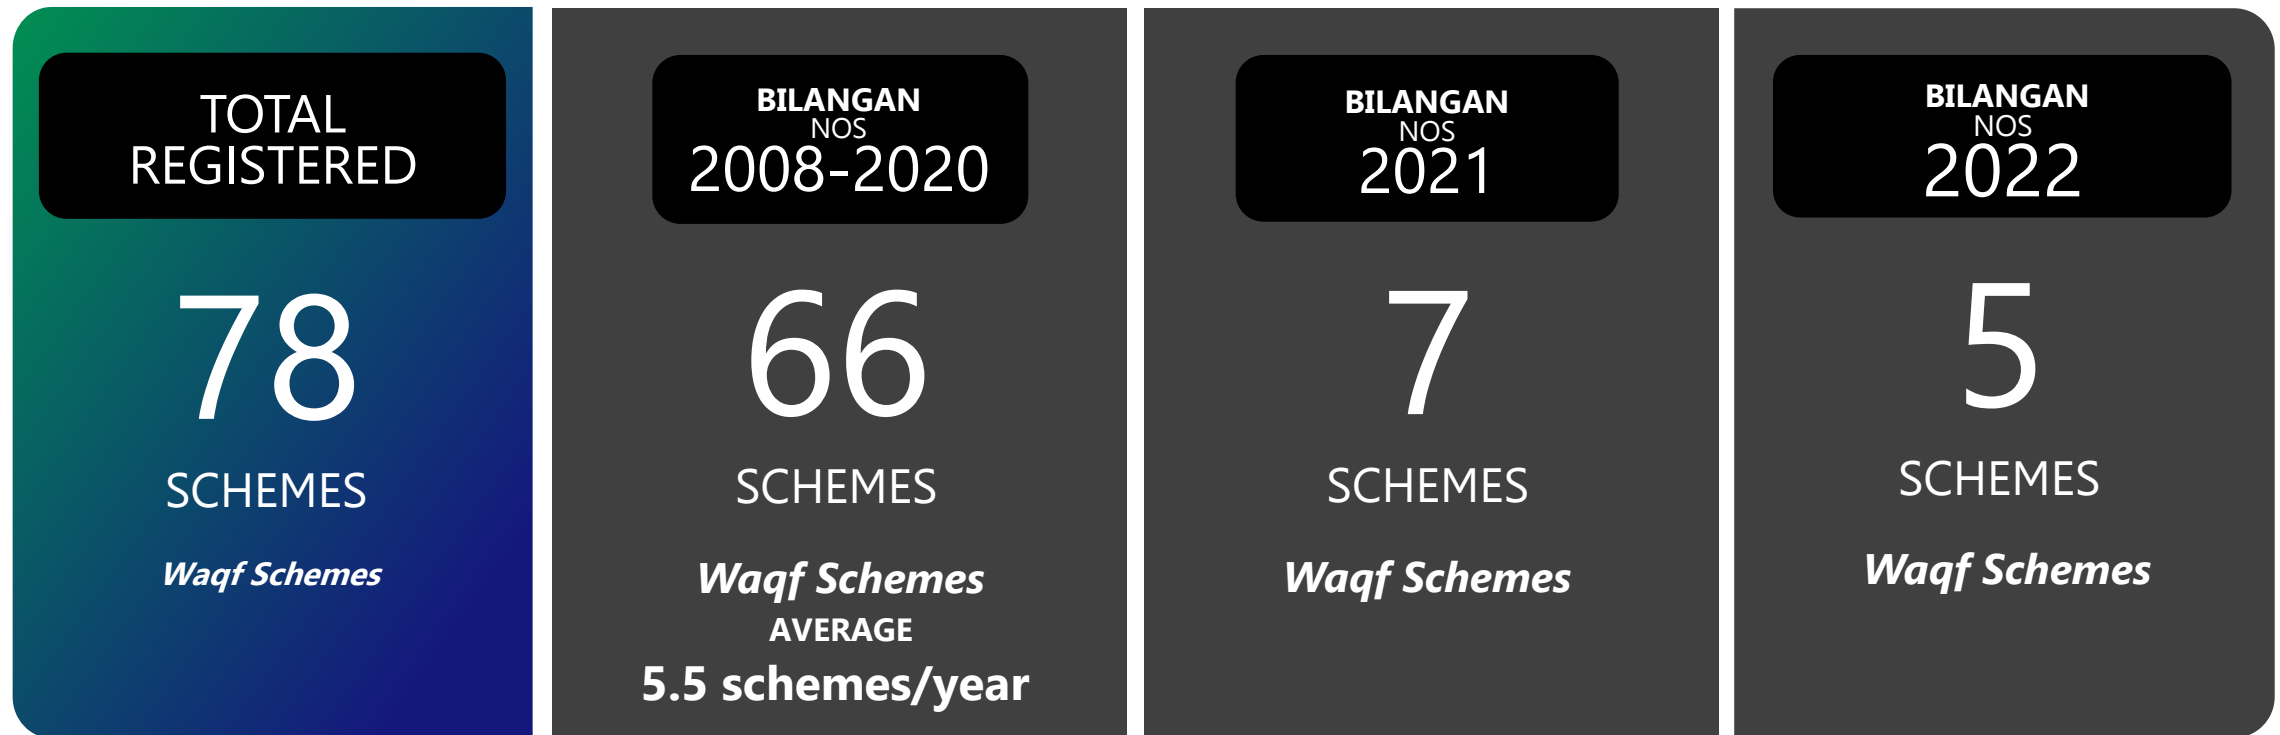 TOTAL
REGISTERED
78
SCHEMES
Waqf Schemes
BILANGAN
NOS
2008-2020
66
SCHEMES
Waqf Schemes
AVERAGE
5.5 schemes/year
BILANGAN
NOS
2021
7
SCHEMES
Waqf Schemes
BILANGAN
NOS
2022
5
SCHEMES
Waqf Schemes